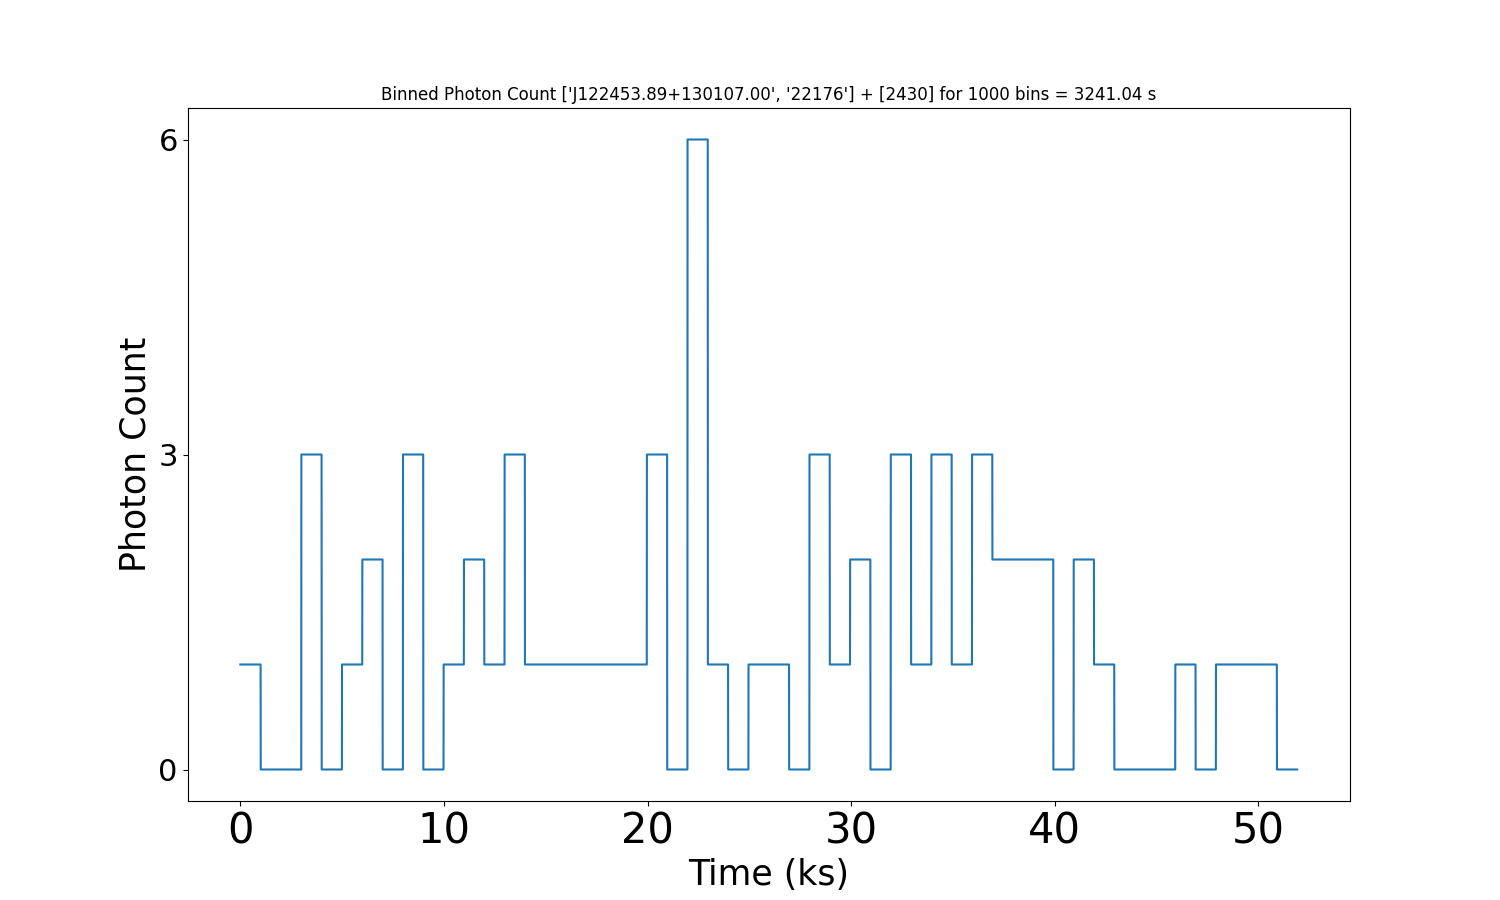 Binned Photon Count ['J122453.89+130107.00', '22176'] + [2430] for 1000 bins = 3241.04 s
6
3
0
Photon Count
0 10 20 30 40 50
Time (ks)